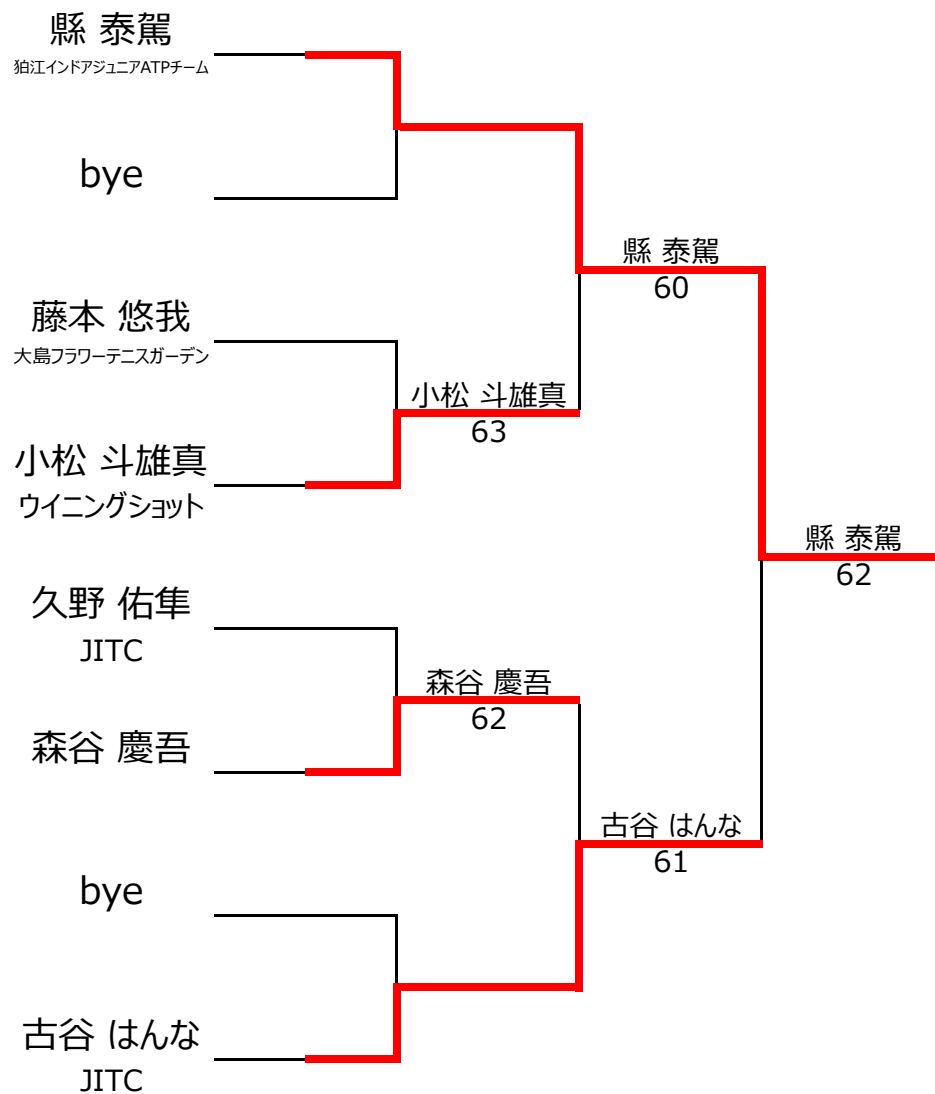 縣 泰駕
狛江インドアジュニアATPチーム
bye
藤本 悠我
大島フラワーテニスガーデン
小松 斗雄真
ウイニングショット
久野 佑隼
JITC
森谷 慶吾
bye
古谷 はんな
JITC
小松 斗雄真
63
森谷 慶吾
62
縣 泰駕
60
古谷 はんな
61
縣 泰駕
62